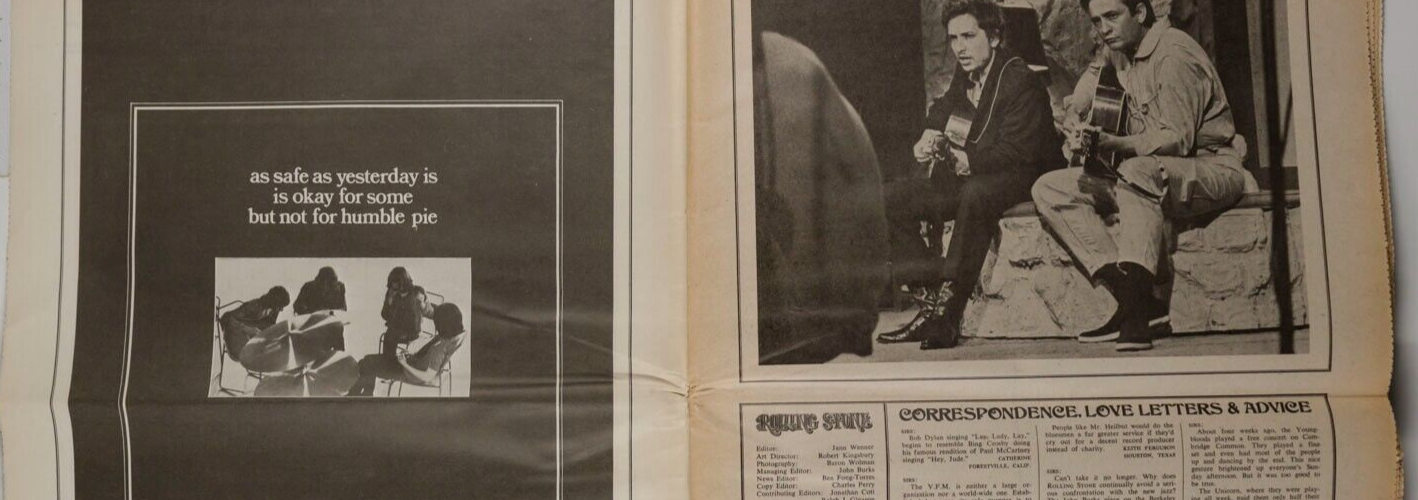 as safe as yesterday is
is okay for some
but not for humble pie
ROLLING STONE
Editor: Jann Wenner
Art Director: Robert Kingsbury
Photography: Baron Wolman
Managing Editor: John Burks
News Editor: Ben Fong-Torres
Copy Editor: Charles Perry
Contributing Editors: Jonathan Cott
CORRESPONDENCE, LOVE LETTERS & ADVICE
SIRS:
Bob Dylan singing "Lay, Lady, Lay,"
begins to resemble Bing Crosby doing
his famous rendition of Paul McCartney
singing "Hey, Jude."
CATHERINE
FORESTVILLE, CALIF.
SIRS:
The V.F.M. is neither a large or-
ganization nor a world-wide one. Estab-
People like Mr. Heilbut would do the
bluesmen a far greater service if they'd
cry out for a decent record producer
instead of charity. KEITH FERGUSON
HOUSTON, TEXAS
SIRS:
Can't take it no longer. Why does
ROLLING STONE continually avoid a seri-
ous confrontation with the new jazz?
SIRS:
About four weeks ago, the Young-
bloods played a free concert on Cam-
bridge Common. They played a fine
set and even had most of the people
up and dancing by the end. This nice
gesture brightened up everyone's Sun-
day afternoon. But it was too good to
be true.
The Unicorn, where they were play-